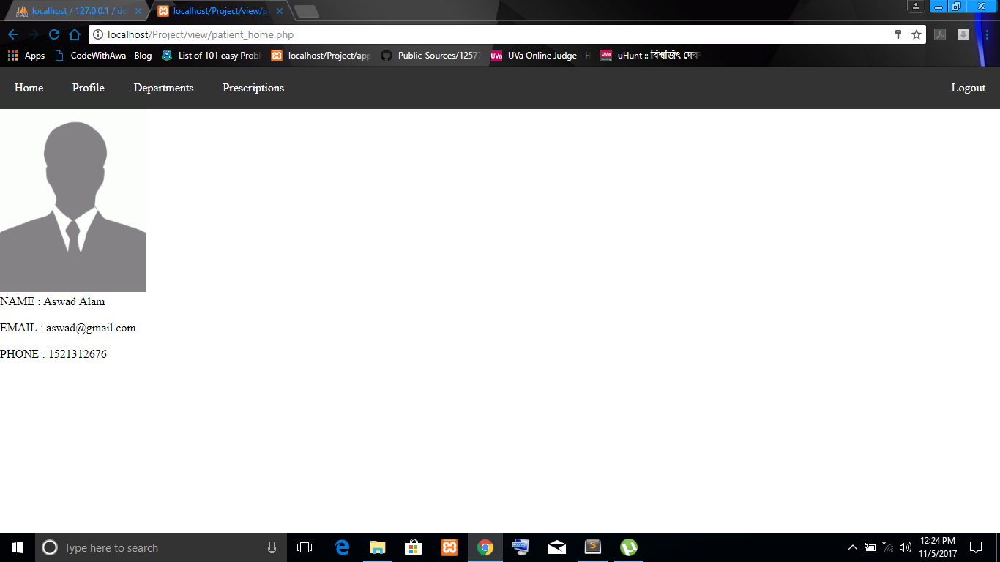 localhost / 127.0.0.1 / do
localhost/Project/view/pa
localhost/Project/view/patient_home.php
Apps CodeWithAwa - Blog List of 101 easy Probl localhost/Project/app Public-Sources/12577 UVa Online Judge - H uHunt :: বিশ্বজিৎ দেব
Home Profile Departments Prescriptions Logout
NAME : Aswad Alam
EMAIL : aswad@gmail.com
PHONE : 1521312676
Type here to search
12:24 PM
11/5/2017